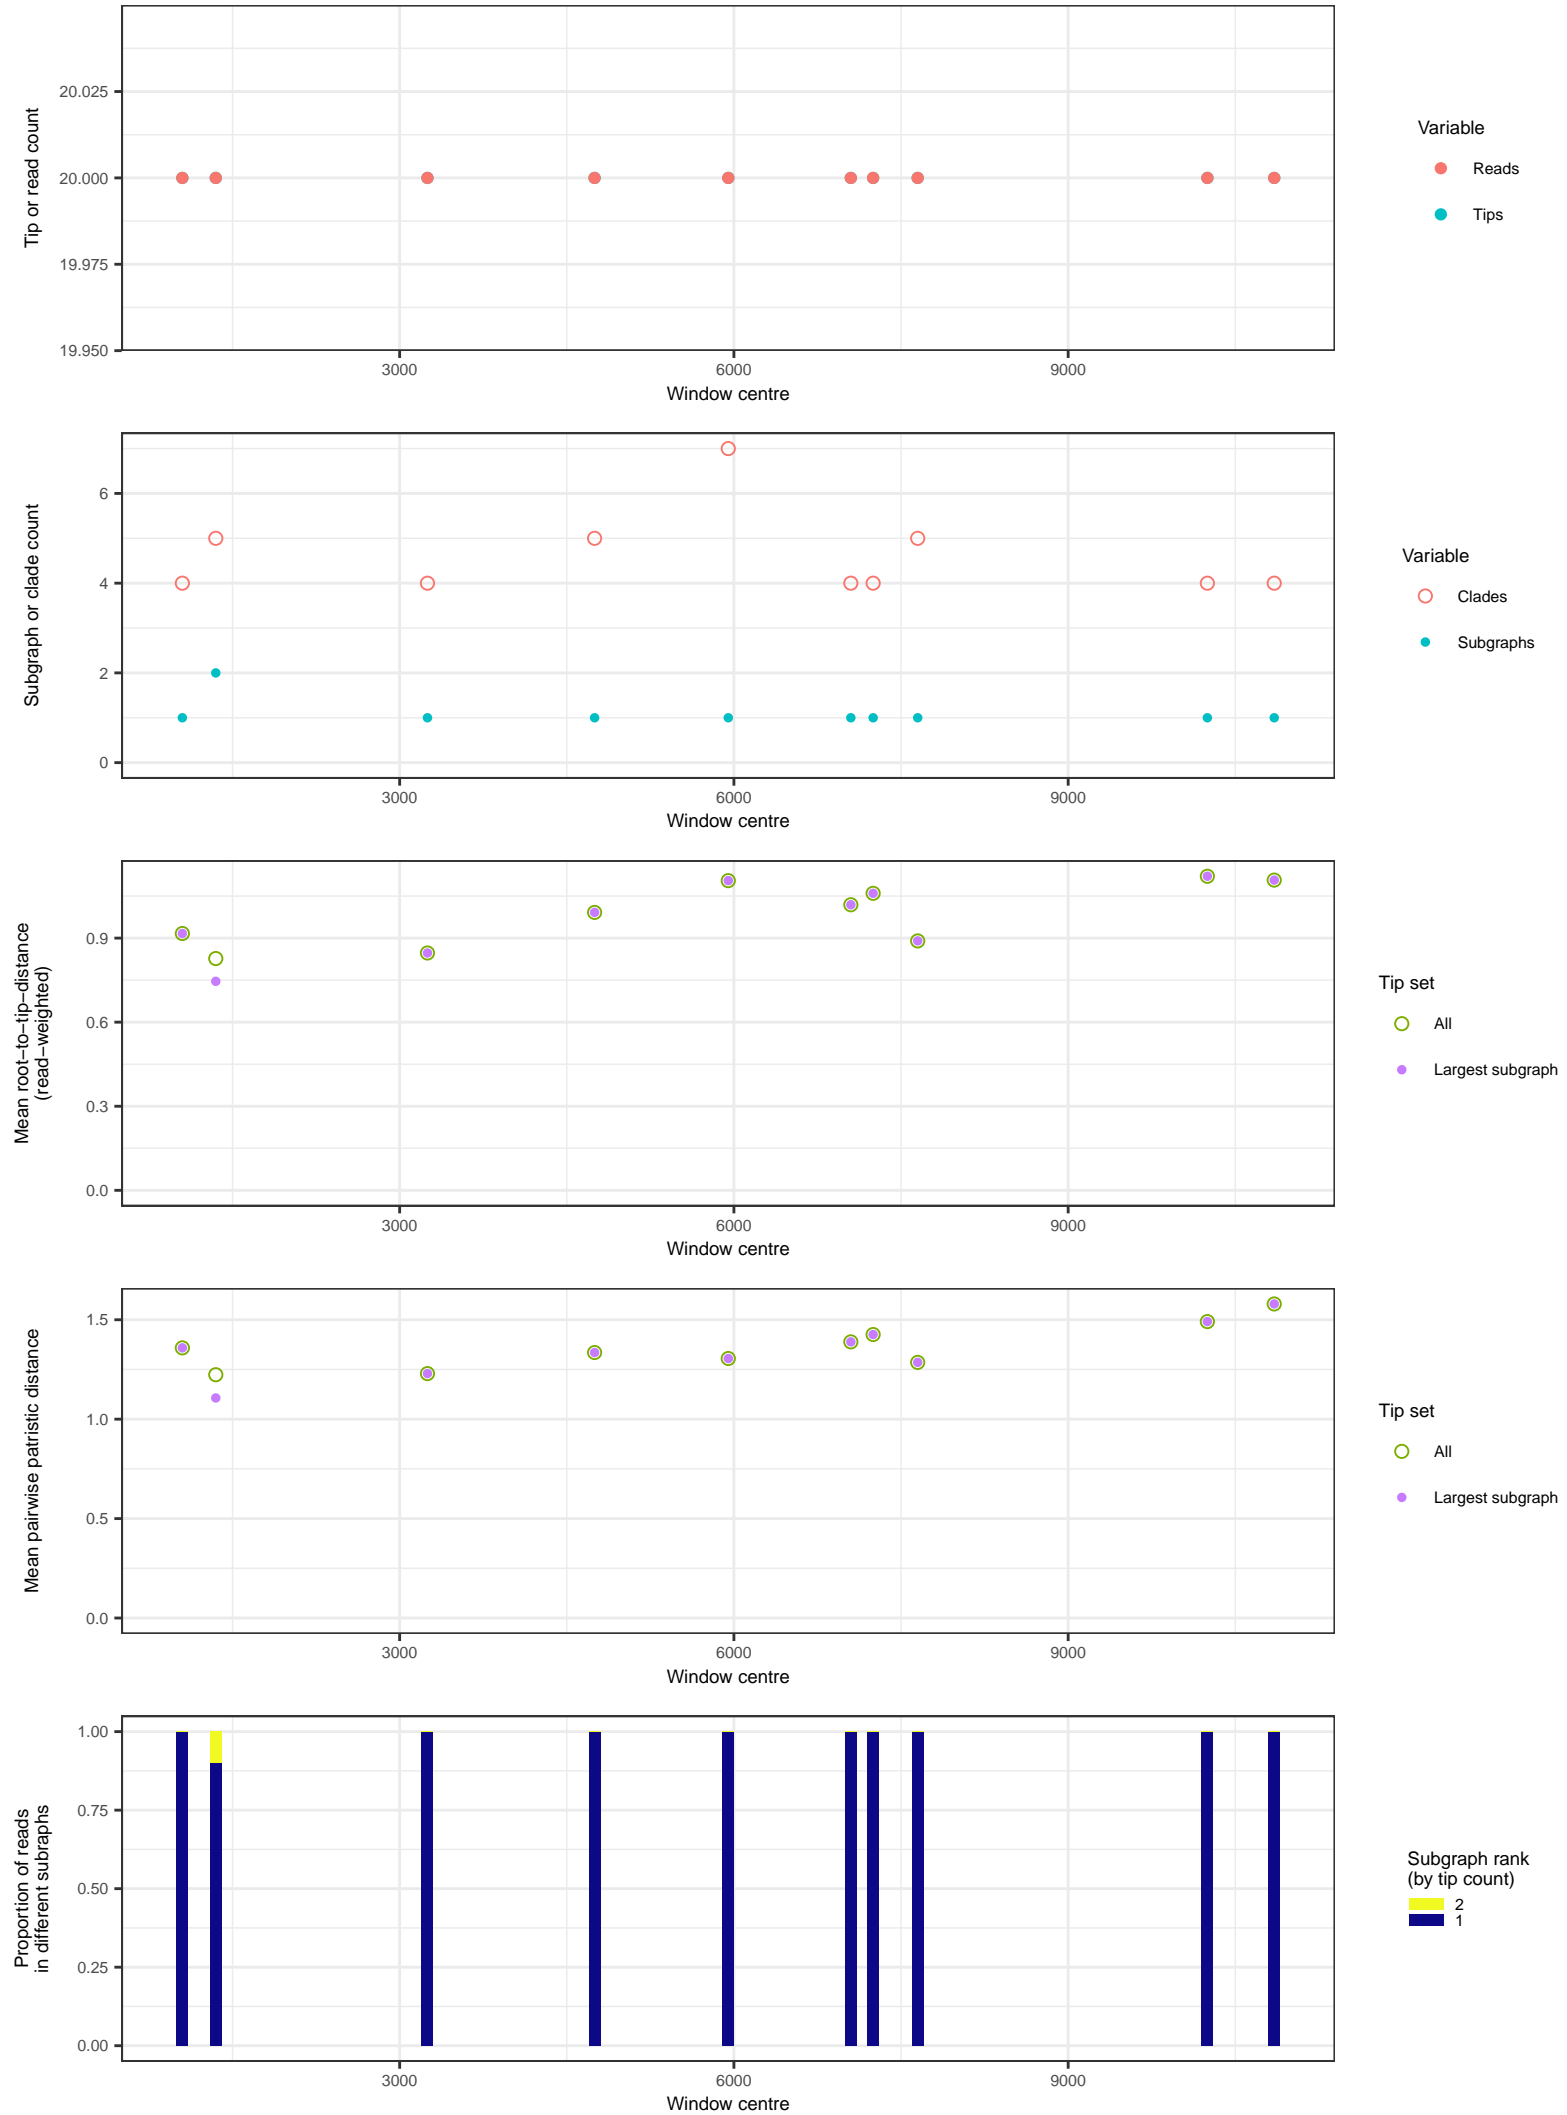 Tip or read count
20.025
20.000
19.975
19.950
3000
6000
9000
Window centre
Variable
Reads
Tips
Subgraph or clade count
6
4
2
0
3000
6000
9000
Window centre
Variable
Clades
Subgraphs
Mean root−to−tip−distance
(read−weighted)
0.9
0.6
0.3
0.0
3000
6000
9000
Window centre
Tip set
All
Largest subgraph
Mean pairwise patristic distance
1.5
1.0
0.5
0.0
3000
6000
9000
Window centre
Tip set
All
Largest subgraph
Proportion of reads
in different subraphs
1.00
0.75
0.50
0.25
0.00
3000
6000
9000
Window centre
Subgraph rank
(by tip count)
2
1